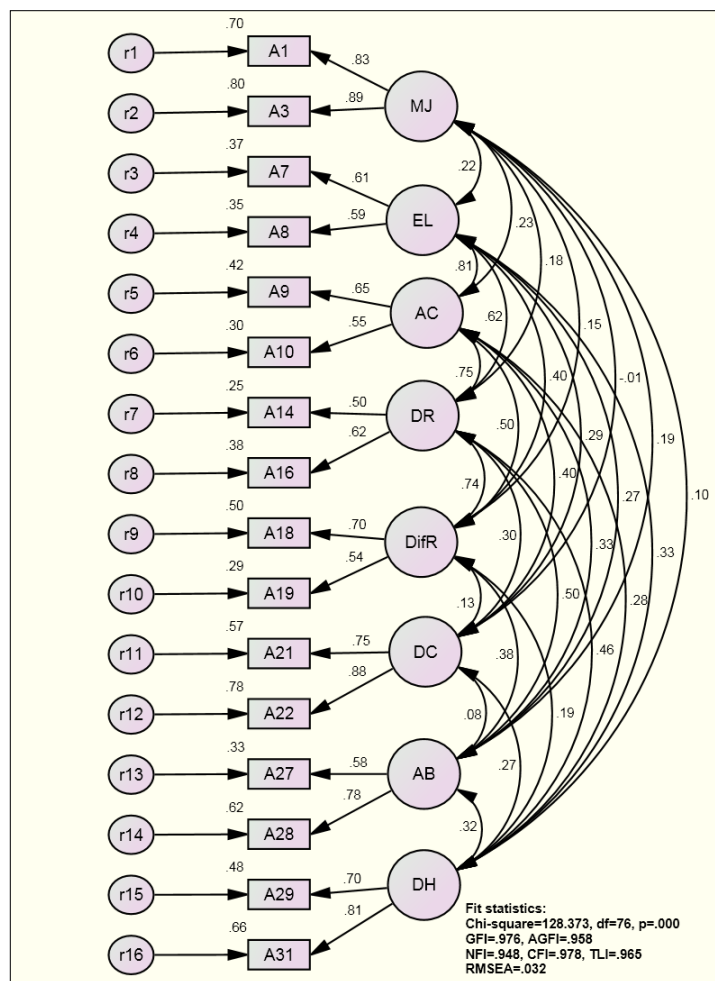 .70
r1 A1
.83
.80
r2 A3
.89
MJ
.37
r3 A7
.61
.22
.35
r4 A8
.59
EL
.23
.18
.42
r5 A9
.65
.81
AC
.62
.15
.30
r6 A10
.55
.75
.40
-.01
.25
r7 A14
.50
DR
.50
.29
.19
.38
r8 A16
.62
.74
.40
.27
.10
.50
r9 A18
.70
DifR
.30
.33
.33
.29
r10 A19
.54
.13
.50
.28
.57
r11 A21
.75
DC
.38
.46
.78
r12 A22
.88
.08
.19
.33
r13 A27
.58
AB
.27
.62
r14 A28
.78
.32
.48
r15 A29
.70
DH
.66
r16 A31
.81
Fit statistics:
Chi-square=128.373, df=76, p=.000
GFI=.976, AGFI=.958
NFI=.948, CFI=.978, TLI=.965
RMSEA=.032